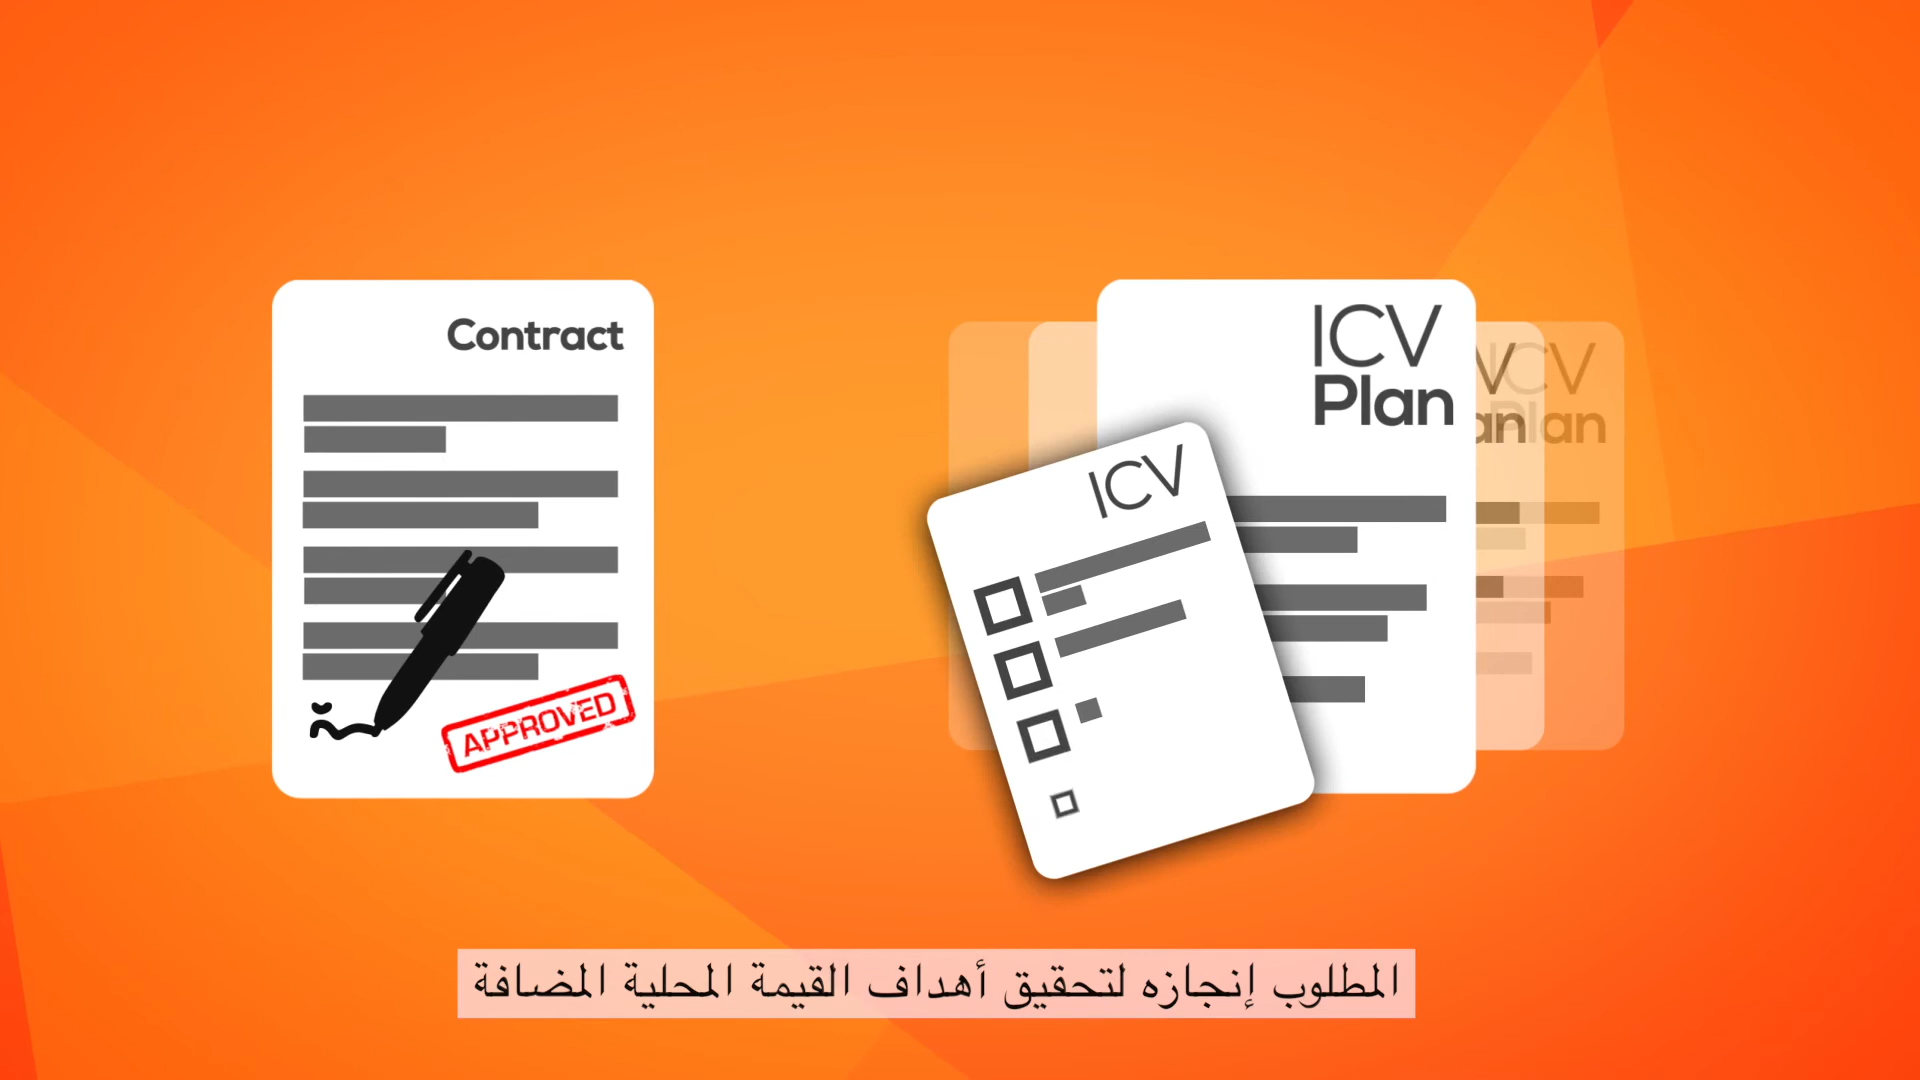 Contract
APPROVED
ICV
Plan
ICV
المطلوب إنجازه لتحقيق أهداف القيمة المحلية المضافة